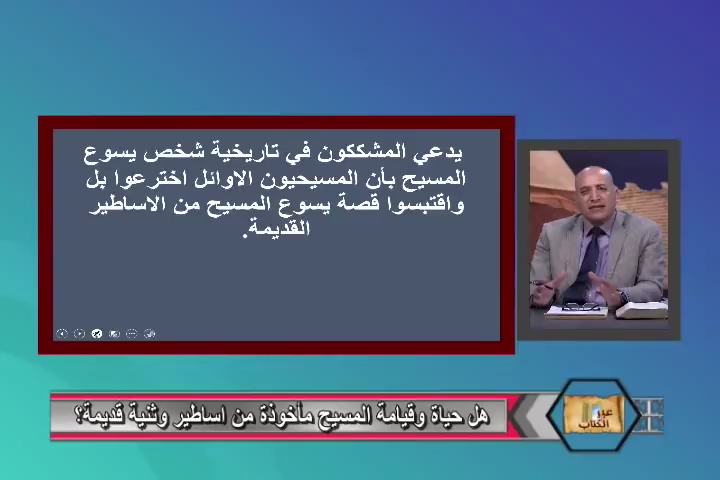 يدعي المشككون في تاريخية شخص يسوع
المسيح بأن المسيحيون الاوائل اخترعوا بل
واقتبسوا قصة يسوع المسيح من الاساطير
القديمة.
هل حياة وقيامة المسيح مأخوذة من اساطير وثنية قديمة؟
الكتاب